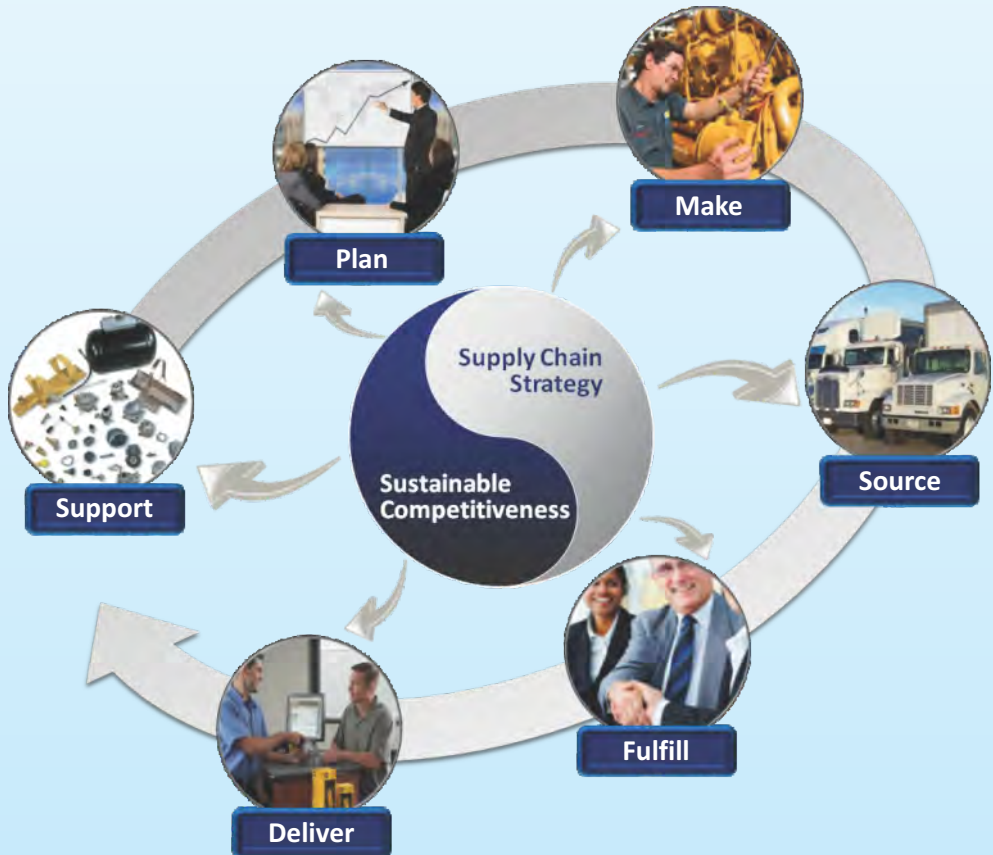 Make
Plan
Supply Chain
Strategy
Source
Sustainable
Competitiveness
Support
Fulfill
Deliver